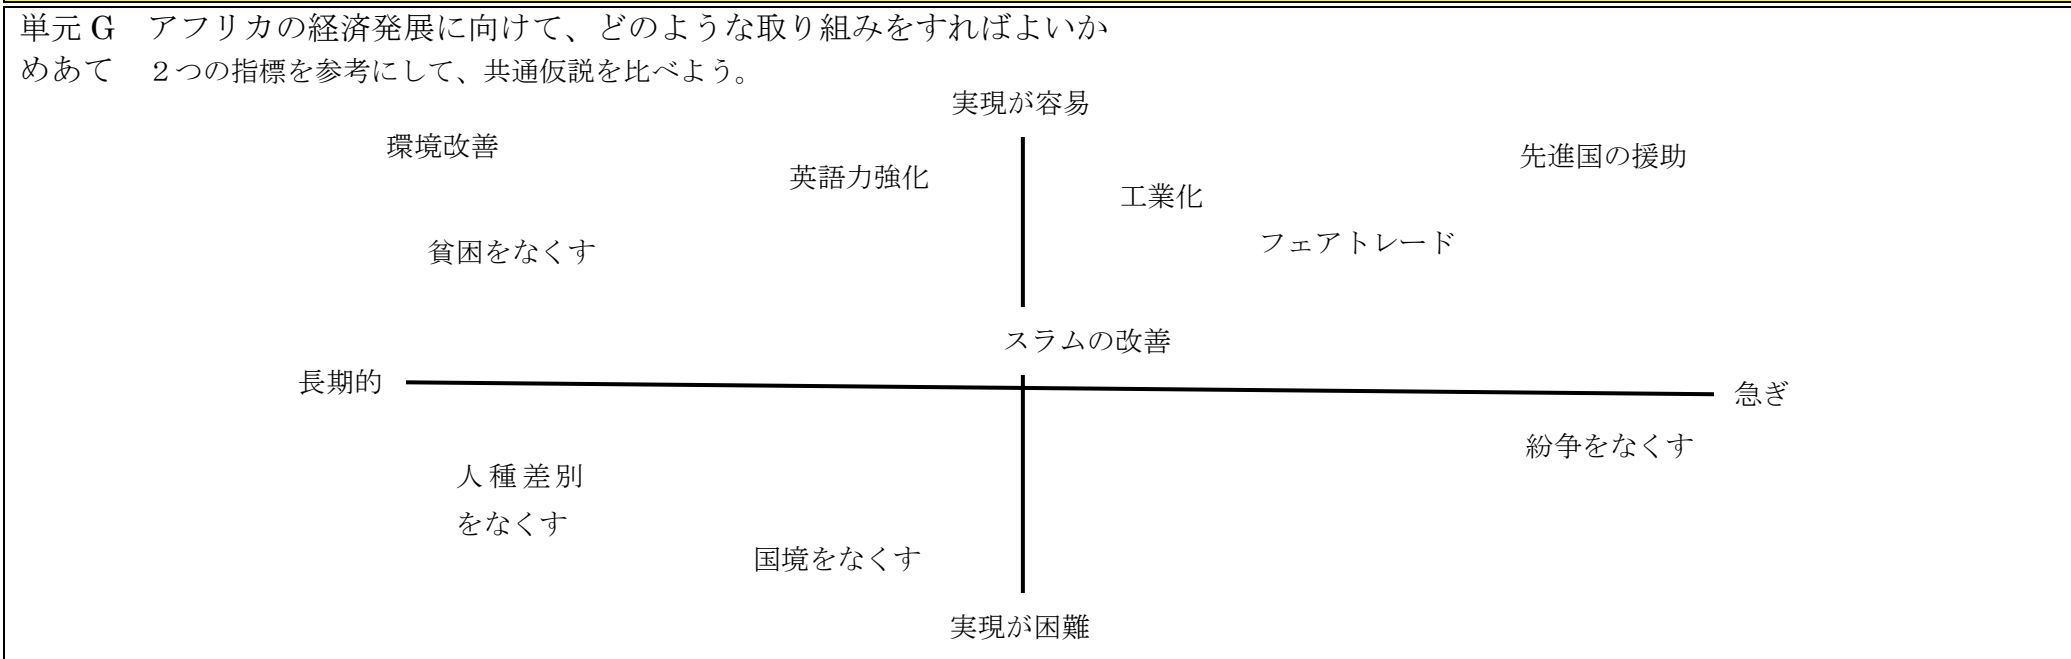 単元 G　アフリカの経済発展に向けて、どのような取り組みをすればよいか
めあて　２つの指標を参考にして、共通仮説を比べよう。
実現が容易
環境改善
先進国の援助
英語力強化
工業化
貧困をなくす
フェアトレード
スラムの改善
長期的
急ぎ
紛争をなくす
人種差別
をなくす
国境をなくす
実現が困難